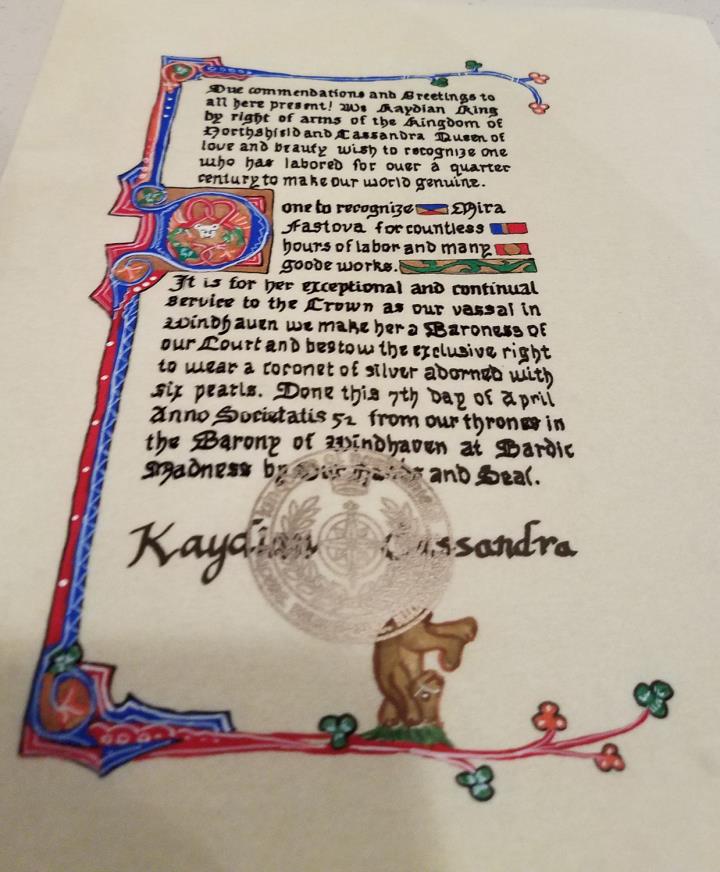 Due commendations and Greetings to
all here present! We Kaydian King
by right of arms of the Kingdom of
Northshield and Cassandra Queen of
love and beauty wish to recognize one
who has labored for over a quarter
century to make our world genuine.
one to recognize Mira
Fastova for countless
hours of labor and many
goode works.
It is for her exceptional and continual
service to the Crown as our vassal in
Windhaven we make her a Baroness of
our Court and bestow the exclusive right
to wear a coronet of silver adorned with
six pearls. Done this 7th day of April
Anno Societatis 52 from our thrones in
the Barony of Windhaven at Bardic
Madness by Our Hands and Seal.
Kaydian Cassandra